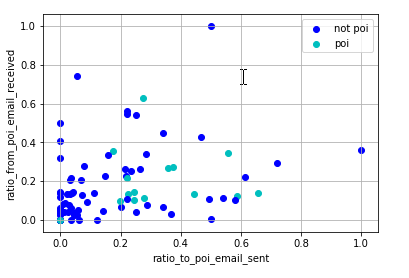 not poi
poi
ratio_from_poi_email_received
1.0
0.8
0.6
0.4
0.2
0.0
0.0 0.2 0.4 0.6 0.8 1.0
ratio_to_poi_email_sent